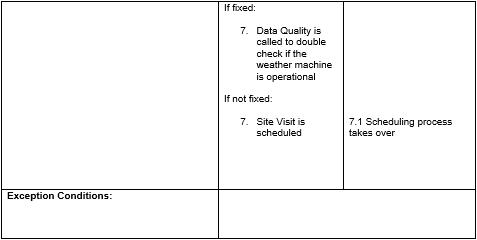 If fixed:
7. Data Quality is
called to double
check if the
weather machine
is operational
If not fixed:
7. Site Visit is
scheduled
7.1 Scheduling process
takes over
Exception Conditions: